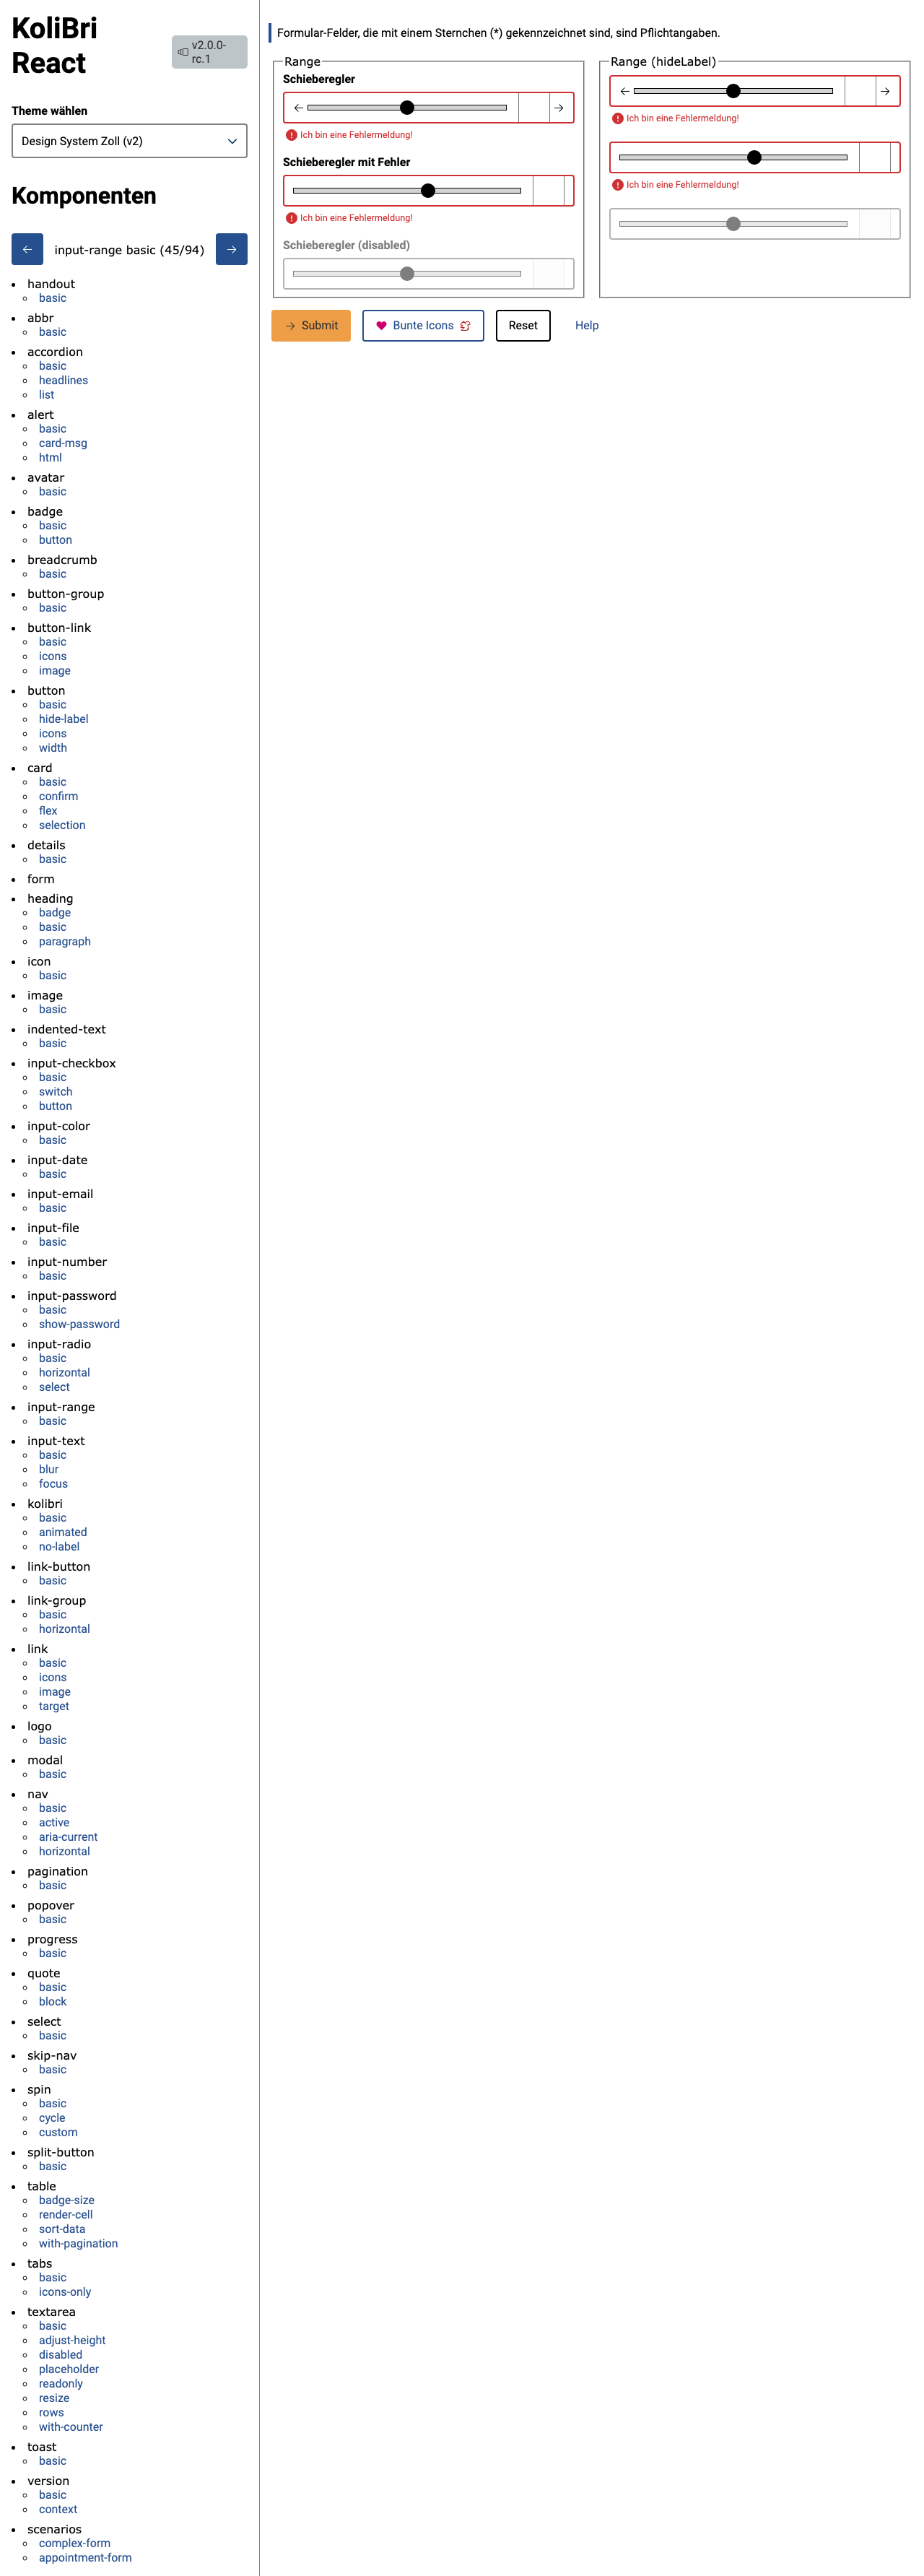 KoliBri
React
v2.0.0-
rc.1
Theme wählen
Design System Zoll (v2)
Komponenten
← input-range basic (45/94) →
handout
basic
abbr
basic
accordion
basic
headlines
list
alert
basic
card-msg
html
avatar
basic
badge
basic
button
breadcrumb
basic
button-group
basic
button-link
basic
icons
image
button
basic
hide-label
icons
width
card
basic
confirm
flex
selection
details
basic
form
heading
badge
basic
paragraph
icon
basic
image
basic
indented-text
basic
input-checkbox
basic
switch
button
input-color
basic
input-date
basic
input-email
basic
input-file
basic
input-number
basic
input-password
basic
show-password
input-radio
basic
horizontal
select
input-range
basic
input-text
basic
blur
focus
kolibri
basic
animated
no-label
link-button
basic
link-group
basic
horizontal
link
basic
icons
image
target
logo
basic
modal
basic
nav
basic
active
aria-current
horizontal
pagination
basic
popover
basic
progress
basic
quote
basic
block
select
basic
skip-nav
basic
spin
basic
cycle
custom
split-button
basic
table
badge-size
render-cell
sort-data
with-pagination
tabs
basic
icons-only
textarea
basic
adjust-height
disabled
placeholder
readonly
resize
rows
with-counter
toast
basic
version
basic
context
scenarios
complex-form
appointment-form
Formular-Felder, die mit einem Sternchen (*) gekennzeichnet sind, sind Pflichtangaben.
Range
Schieberegler
Ich bin eine Fehlermeldung!
Schieberegler mit Fehler
Ich bin eine Fehlermeldung!
Schieberegler (disabled)
Range (hideLabel)
Ich bin eine Fehlermeldung!
Ich bin eine Fehlermeldung!
→ Submit
Bunte Icons
Reset
Help